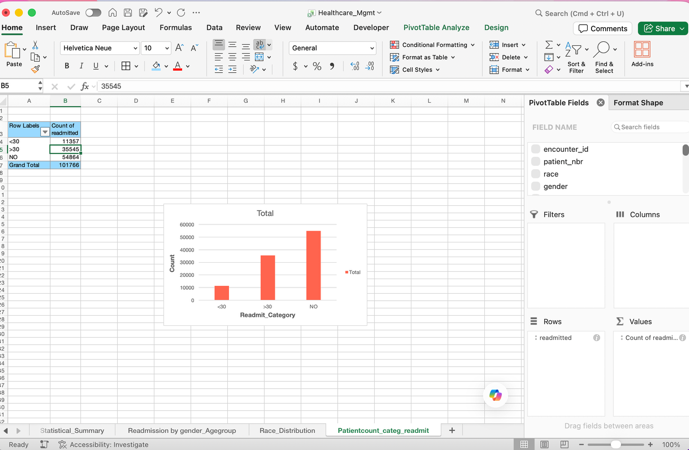 AutoSave
Healthcare_Mgmt
Search (Cmd + Ctrl + U)
Home Insert Draw Page Layout Formulas Data Review View Automate Developer PivotTable Analyze Design
Comments
Share
Paste
Helvetica Neue 10
General
Conditional Formatting
Format as Table
Cell Styles
Insert
Delete
Format
Sort & Filter
Find & Select
Add-ins
B5 fx 35545
A B C D E F G H I J K L M N
Row Labels Count of readmitted
<30 11357
>30 35545
NO 54864
Grand Total 101766
Total
60000
50000
40000
30000
20000
10000
0
Count
<30 >30 NO
Readmit_Category
Total
PivotTable Fields Format Shape
FIELD NAME Search fields
encounter_id
patient_nbr
race
gender
Filters Columns
Rows Values
readmitted Count of readmi...
Drag fields between areas
Statistical_Summary Readmission by gender_Agegroup Race_Distribution Patientcount_categ_readmit +
Ready Accessibility: Investigate 100%